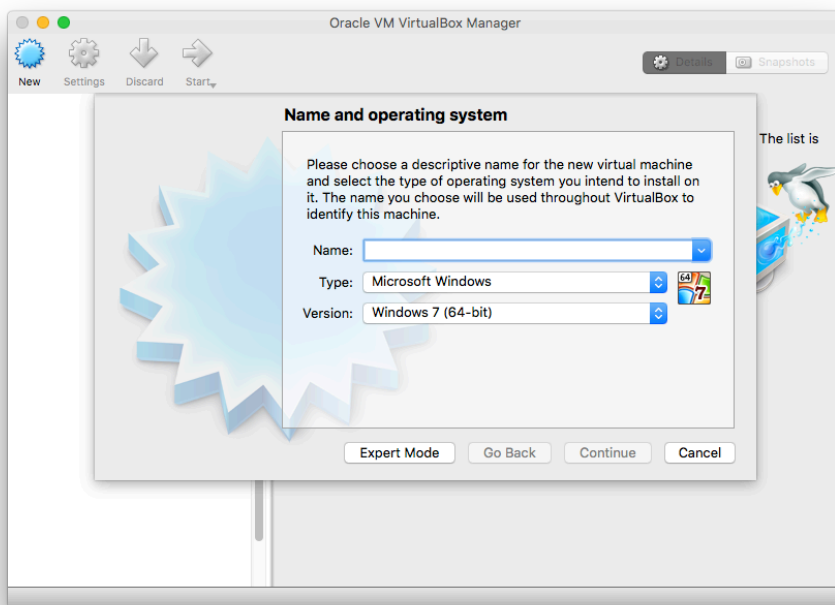 Oracle VM VirtualBox Manager
New
Settings
Discard
Start
Details
Snapshots
Name and operating system
The list is
Please choose a descriptive name for the new virtual machine
and select the type of operating system you intend to install on
it. The name you choose will be used throughout VirtualBox to
identify this machine.
Name:
Type: Microsoft Windows
64
7
Version: Windows 7 (64-bit)
Expert Mode
Go Back
Continue
Cancel